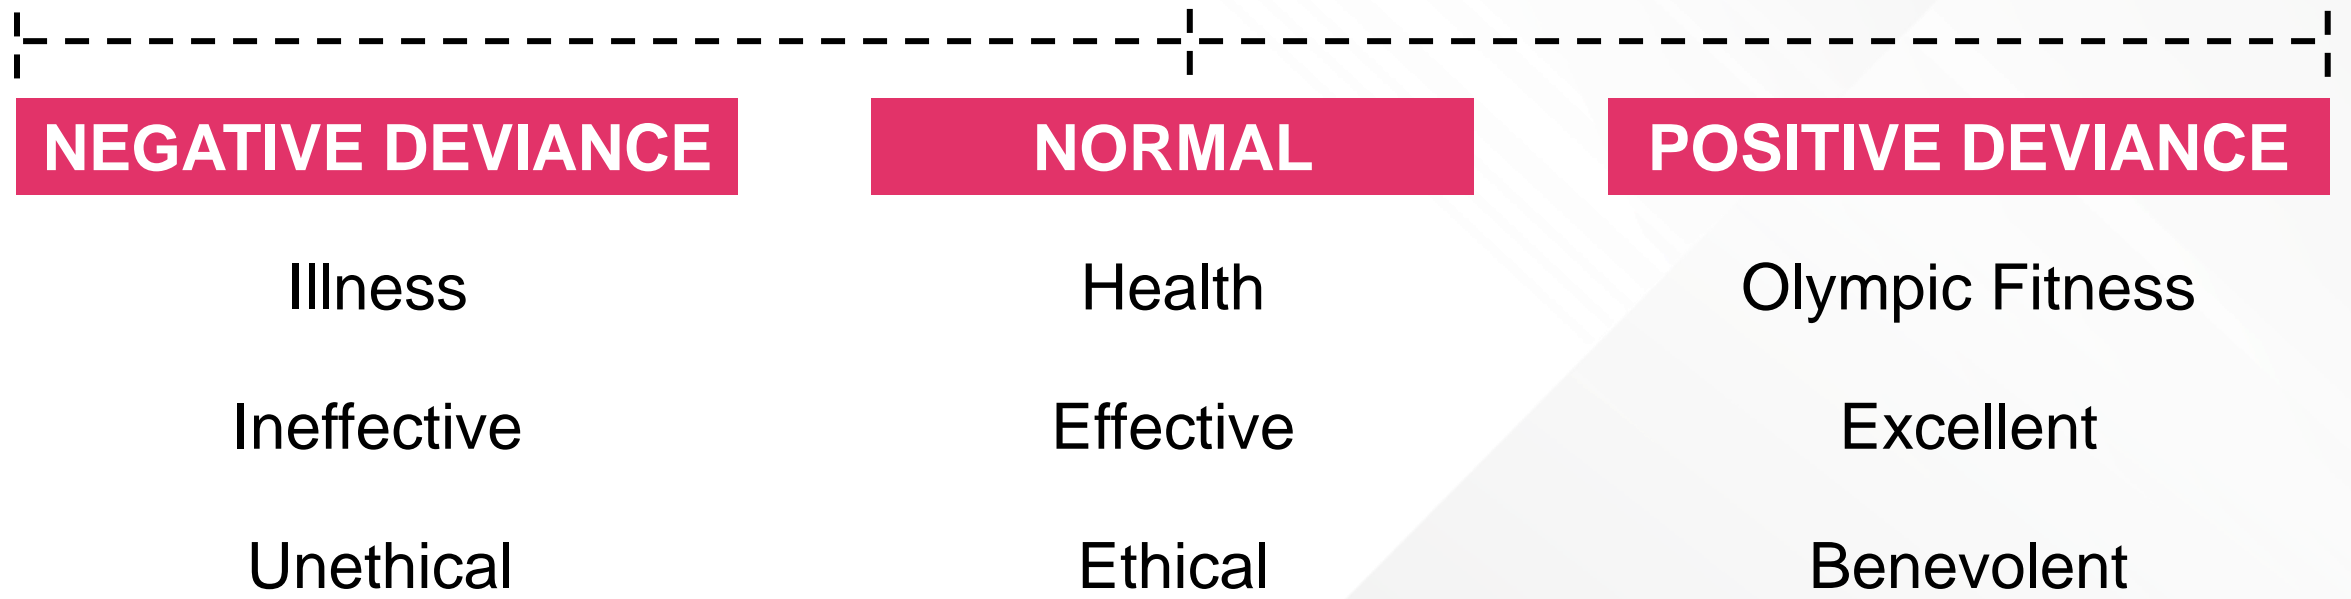 NEGATIVE DEVIANCE NORMAL POSITIVE DEVIANCE
Illness Health Olympic Fitness
Ineffective Effective Excellent
Unethical Ethical Benevolent